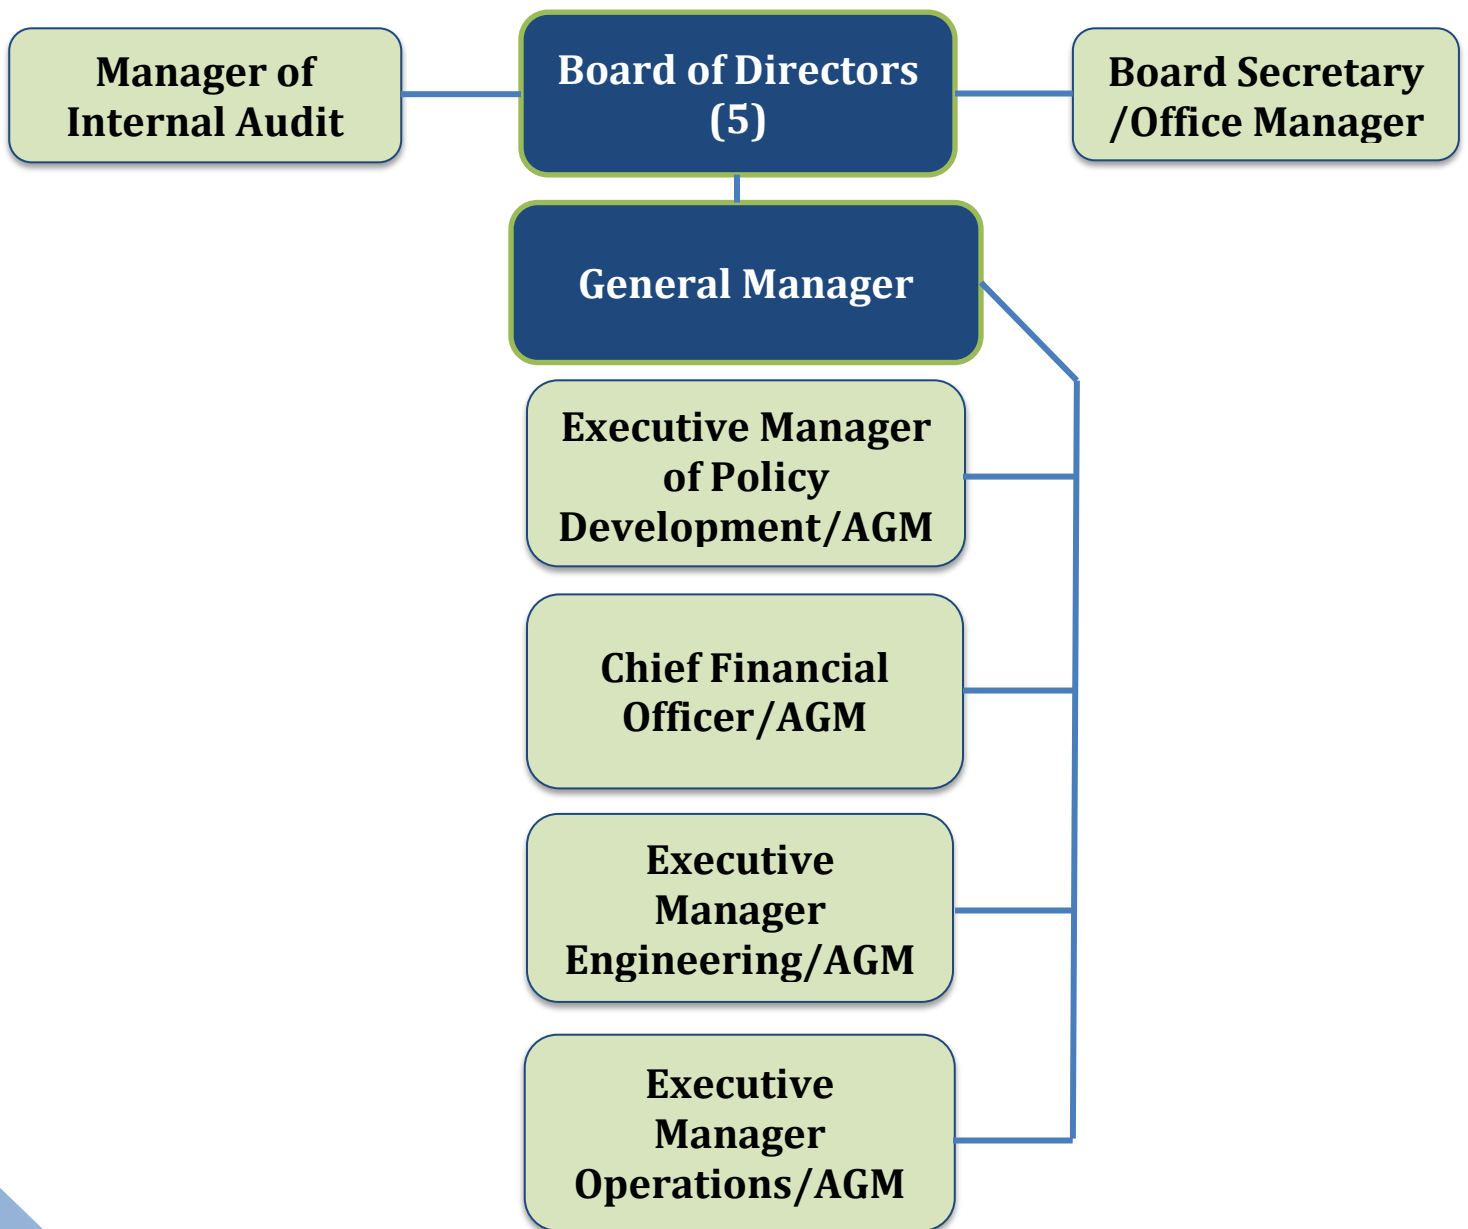 Manager of
Internal Audit
Board of Directors
(5)
Board Secretary
/Office Manager
General Manager
Executive Manager
of Policy
Development/AGM
Chief Financial
Officer/AGM
Executive
Manager
Engineering/AGM
Executive
Manager
Operations/AGM